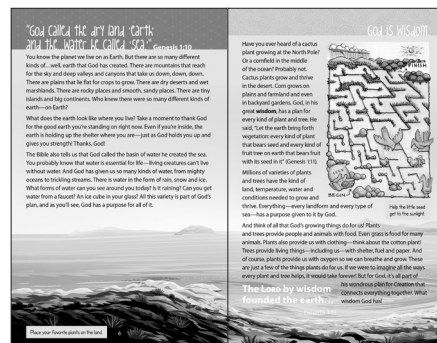 "God called the dry land 'earth'
and the water he called 'sea.'" Genesis 1:10
You know the planet we live on as Earth. But there are so many different
kinds of...well, earth that God has created. There are mountains that reach
for the sky and deep valleys and canyons that take us down, down, down.
There are plains that lie flat for crops to grow. There are dry deserts and wet
marshlands. There are rocky places and smooth, sandy places. There are tiny
islands and big continents. Who knew there were so many different kinds of
earth—on Earth?
What does the earth look like where you live? Take a moment to thank God
for the good earth you're standing on right now. Even if you're inside, the
earth is holding up the shelter where you are—just as God holds you up and
gives you strength! Thanks, God!
The Bible also tells us that God called the basin of water he created the sea.
You probably know that water is essential for life—living creatures can't live
without water. And God has given us so many kinds of water, from mighty
oceans to trickling streams. There is water in the form of rain, snow and ice.
What forms of water can you see around you today? Is it raining? Can you get
water from a faucet? An ice cube in your glass? All this variety is part of God's
plan, and as you'll see, God has a purpose for all of it.
Place your favorite plants on the land.
6
God is Wisdom
Have you ever heard of a cactus
plant growing at the North Pole?
Or a cornfield in the middle
of the ocean? Probably not.
Cactus plants grow and thrive
in the desert. Corn grows on
plains and farmland and even
in backyard gardens. God, in his
great wisdom, has a plan for
every kind of plant and tree. He
said, "Let the earth bring forth
vegetation: every kind of plant
that bears seed and every kind of
fruit tree on earth that bears fruit
with its seed in it" (Genesis 1:11).
Millions of varieties of plants
and trees have the kind of
land, temperature, water and
conditions needed to grow and
thrive. Everything—every landform and every type of
sea—has a purpose given to it by God.
FINISH
BEGIN
Help the little seed
get to the sunlight.
And think of all that God's growing things do for us! Plants
and trees provide people and animals with food. Even grass is food for many
animals. Plants also provide us with clothing—think about the cotton plant!
Trees provide living things—including us—with shelter, fuel and paper. And
of course, plants provide us with oxygen so we can breathe and grow. These
are just a few of the things plants do for us. If we were to imagine all the ways
every plant and tree helps, it would take forever! But for God, it's all part of
his wondrous plan for Creation that
connects everything together. What
wisdom God has!
The LORD by wisdom
founded the earth...